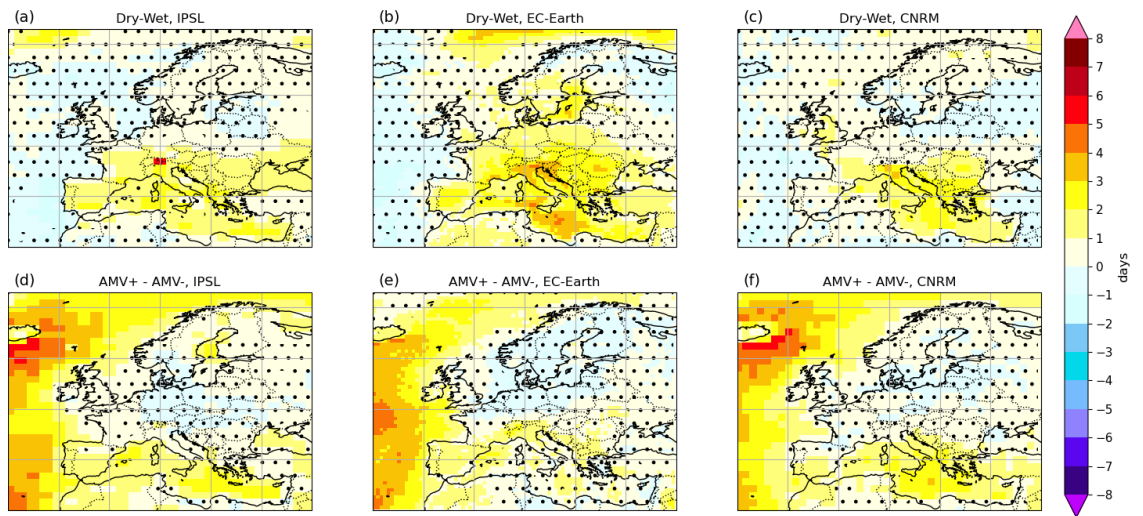 (a) Dry-Wet, IPSL
(b) Dry-Wet, EC-Earth
(c) Dry-Wet, CNRM
(d) AMV+ - AMV-, IPSL
(e) AMV+ - AMV-, EC-Earth
(f) AMV+ - AMV-, CNRM
8
7
6
5
4
3
2
1
0
−1
−2
−3
−4
−5
−6
−7
−8
days